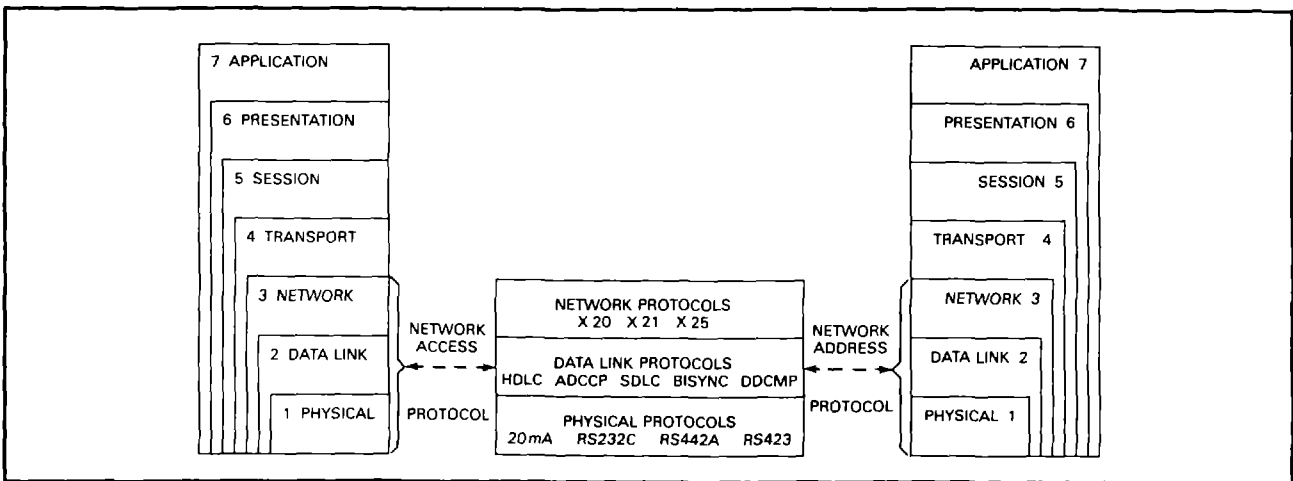 7 APPLICATION
6 PRESENTATION
5 SESSION
4 TRANSPORT
3 NETWORK
2 DATA LINK
1 PHYSICAL
NETWORK
ACCESS
PROTOCOL
NETWORK PROTOCOLS
X 20 X 21 X 25
DATA LINK PROTOCOLS
HDLC ADCCP SDLC BISYNC DDCMP
PHYSICAL PROTOCOLS
20mA RS232C RS442A RS423
NETWORK
ADDRESS
PROTOCOL
APPLICATION 7
PRESENTATION 6
SESSION 5
TRANSPORT 4
NETWORK 3
DATA LINK 2
PHYSICAL 1